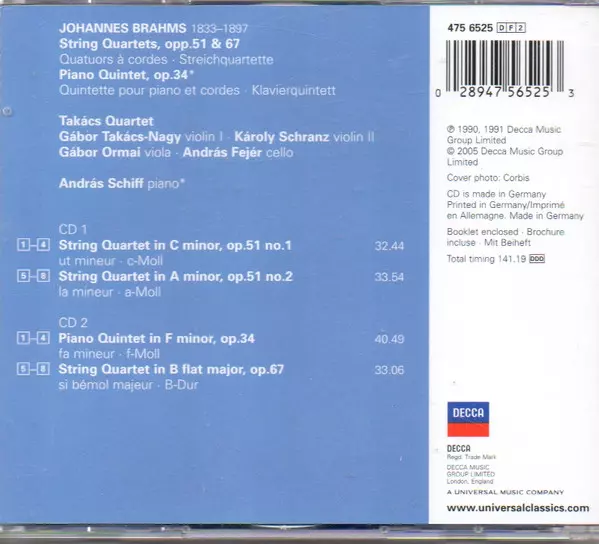 JOHANNES BRAHMS 1833–1897
String Quartets, opp.51 & 67
Quatuors à cordes · Streichquartette
Piano Quintet, op.34*
Quintette pour piano et cordes · Klavierquintett
Takács Quartet
Gábor Takács-Nagy violin I · Károly Schranz violin II
Gábor Ormai viola · András Fejér cello
András Schiff piano*
CD 1
1–4 String Quartet in C minor, op.51 no.1 32.44
ut mineur · c-Moll
5–8 String Quartet in A minor, op.51 no.2 33.54
la mineur · a-Moll
CD 2
1–4 Piano Quintet in F minor, op.34 40.49
fa mineur · f-Moll
5–8 String Quartet in B flat major, op.67 33.06
si bémol majeur · B-Dur
475 6525 DF2
0 28947 56525 3
℗ 1990, 1991 Decca Music
Group Limited
© 2005 Decca Music Group
Limited
Cover photo: Corbis
CD is made in Germany
Printed in Germany/Imprimé
en Allemagne. Made in Germany
Booklet enclosed · Brochure
incluse · Mit Beiheft
Total timing 141.19 DDD
DECCA
DECCA
Regd. Trade Mark
DECCA MUSIC
GROUP LIMITED
London, England
A UNIVERSAL MUSIC COMPANY
www.universalclassics.com